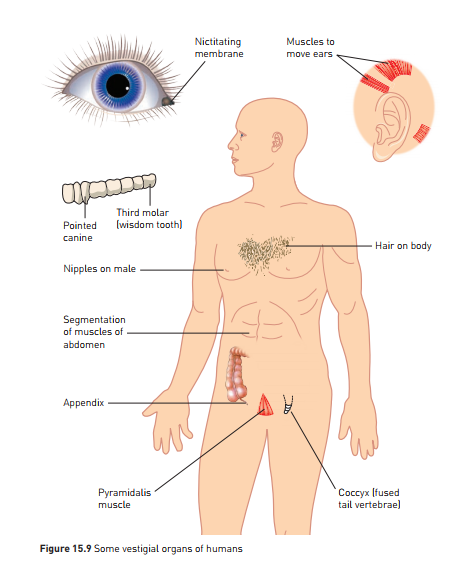 Nictitating
membrane
Muscles to
move ears
Third molar
(wisdom tooth)
Pointed
canine
Hair on body
Nipples on male
Segmentation
of muscles of
abdomen
Appendix
Pyramidalis
muscle
Coccyx (fused
tail vertebrae)
Figure 15.9 Some vestigial organs of humans